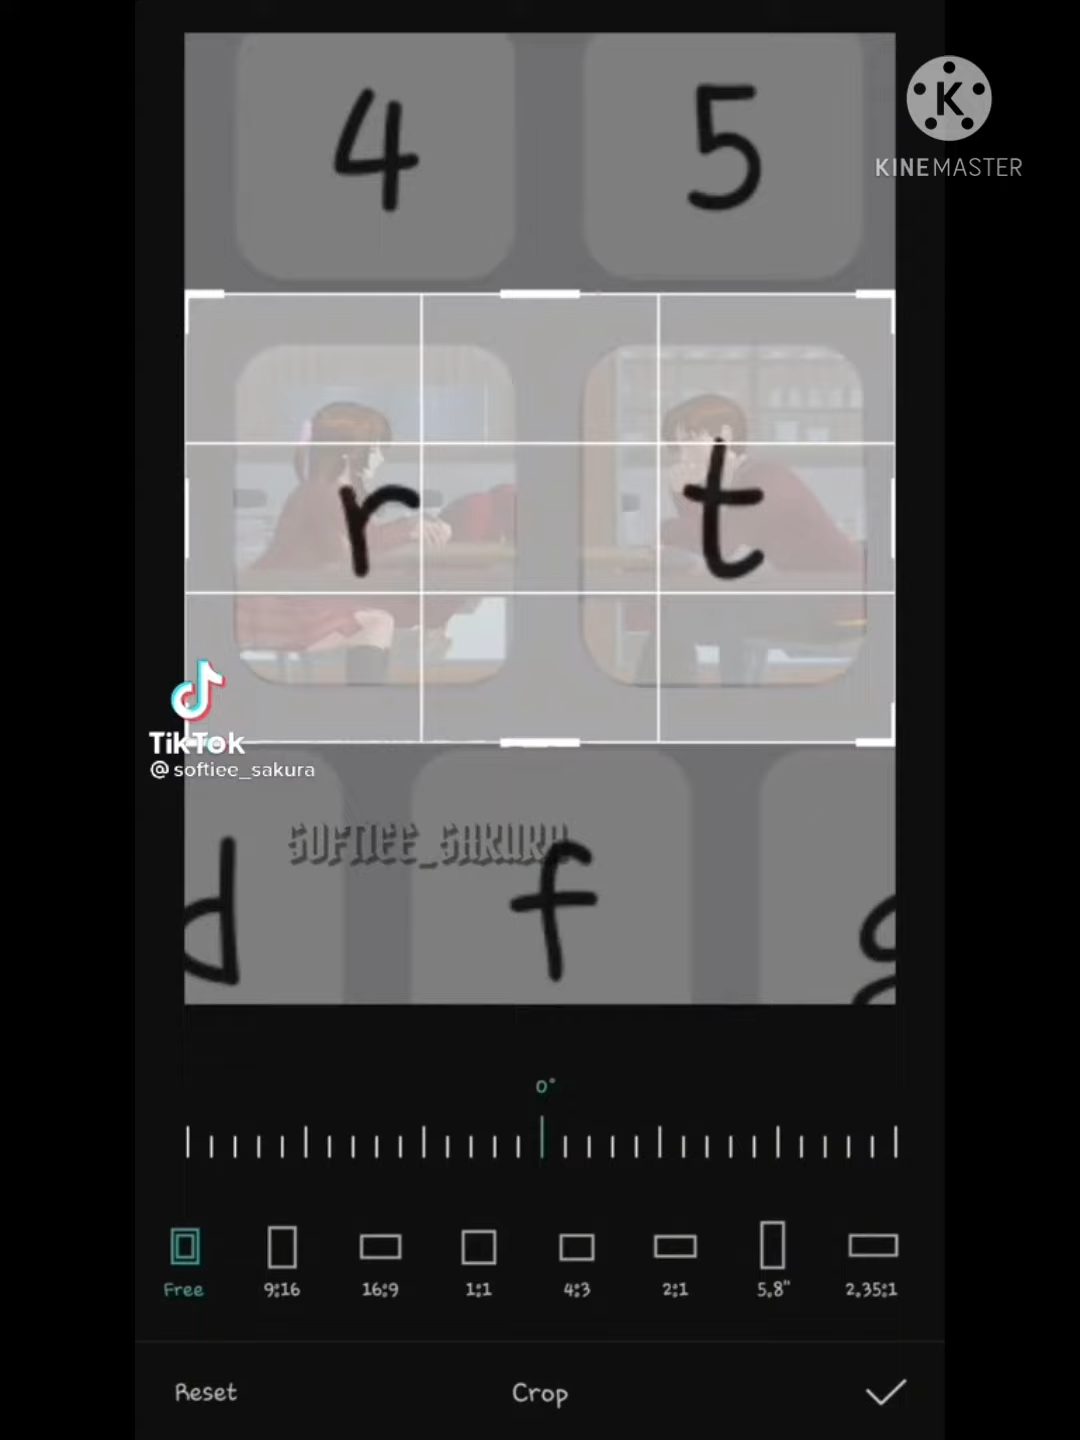 4 5
KINEMASTER
r t
TikTok
@softiee_sakura
SOFTIEE_SAKURA
d f g
0°
Free 9:16 16:9 1:1 4:3 2:1 5.8" 2.35:1
Reset Crop